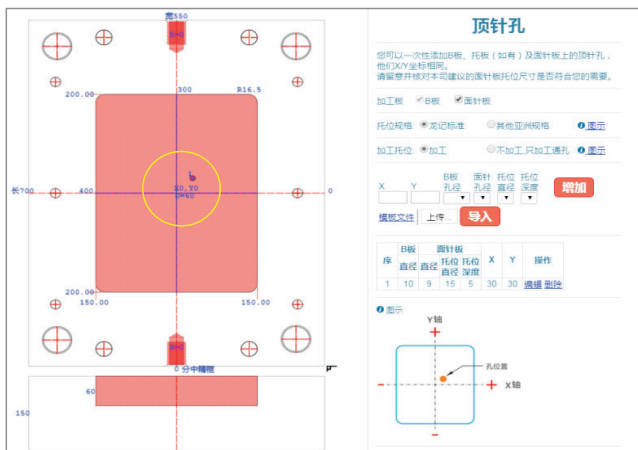 宽550
200.00
300
R16.5
长700
400
0
X0,Y0
D=60
200.00
150.00
150.00
0 分中精框
60
150
顶针孔
您可以一次性添加B板、托板(如有)及面针板上的顶针孔,
他们X/Y坐标相同。
请留意并核对本司建议的面针板托位尺寸是否符合您的需要。
加工板 B板 面针板
托位规格: 龙记标准 其他亚洲规格 图示
加工托位: 加工 不加工,只加工通孔 图示
X Y B板孔径 面针孔径 托位直径 托位深度 增加
模板文件 上传... 导入
序 B板直径 面针板 直径 托位直径 托位深度 X Y 操作
1 10 9 15 5 30 30 编辑 删除
图示
Y轴
孔位置
X轴